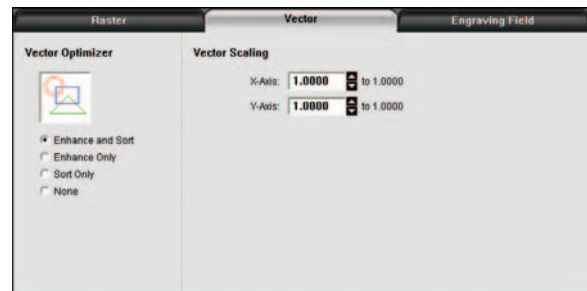 Raster
Vector
Engraving Field
Vector Optimizer
Enhance and Sort
Enhance Only
Sort Only
None
Vector Scaling
X-Axis: 1.0000 to 1.0000
Y-Axis: 1.0000 to 1.0000